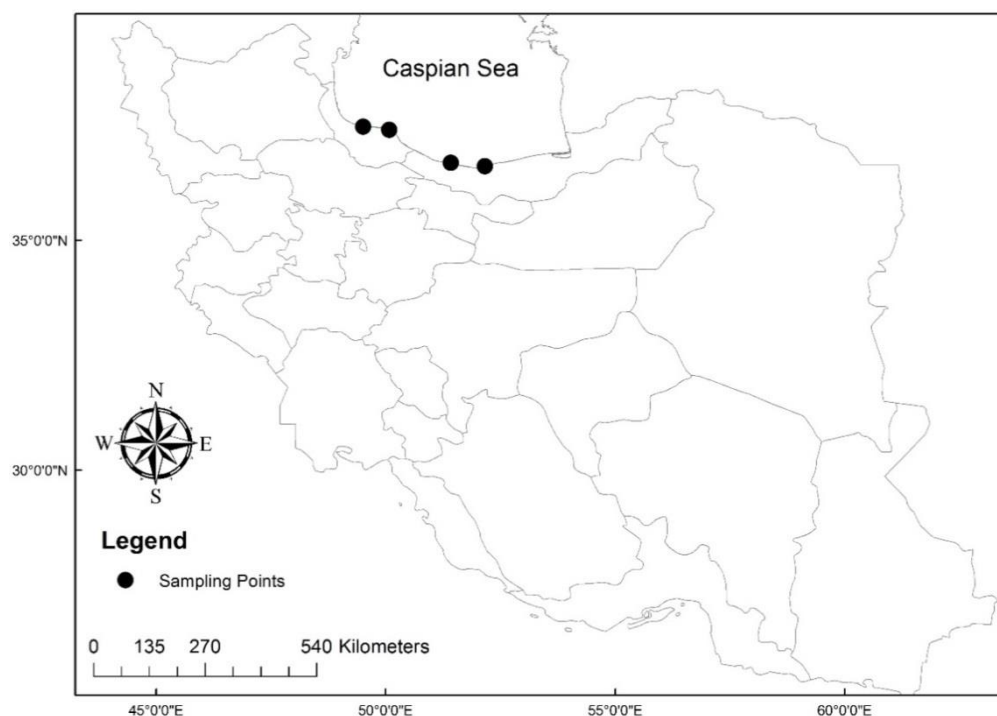 Caspian Sea
35°0'0"N
N
W E
S
30°0'0"N
Legend
Sampling Points
0 135 270 540 Kilometers
45°0'0"E 50°0'0"E 55°0'0"E 60°0'0"E